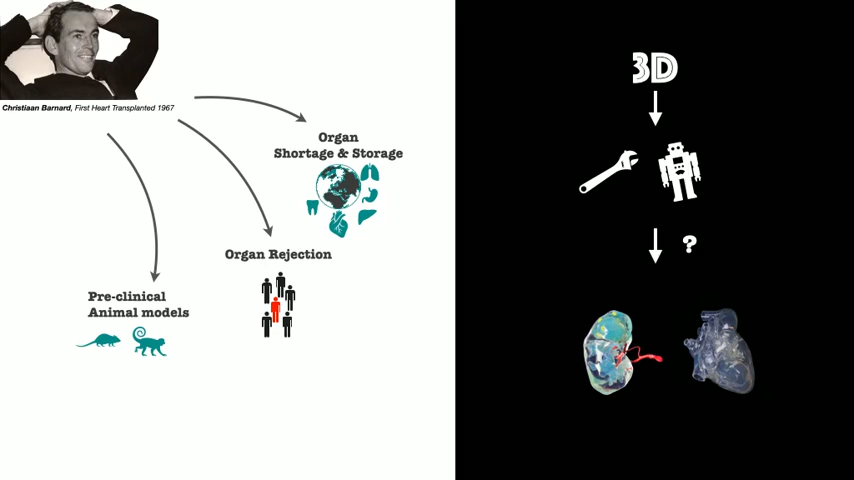 Christiaan Barnard, First Heart Transplanted 1967
Organ
Shortage & Storage
Organ Rejection
Pre-clinical
Animal models
3D
?